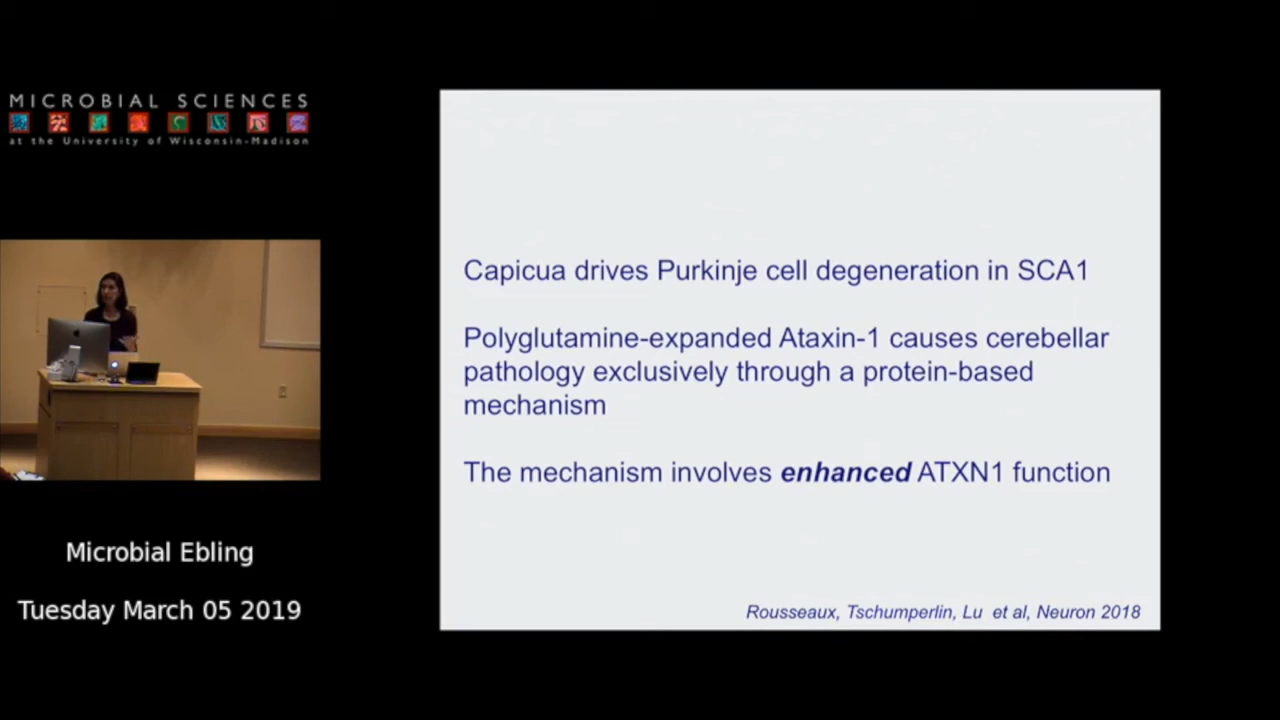 MICROBIAL SCIENCES
at the University of Wisconsin-Madison
Capicua drives Purkinje cell degeneration in SCA1
Polyglutamine-expanded Ataxin-1 causes cerebellar
pathology exclusively through a protein-based
mechanism
The mechanism involves enhanced ATXN1 function
Rousseaux, Tschumperlin, Lu et al, Neuron 2018
Microbial Ebling
Tuesday March 05 2019